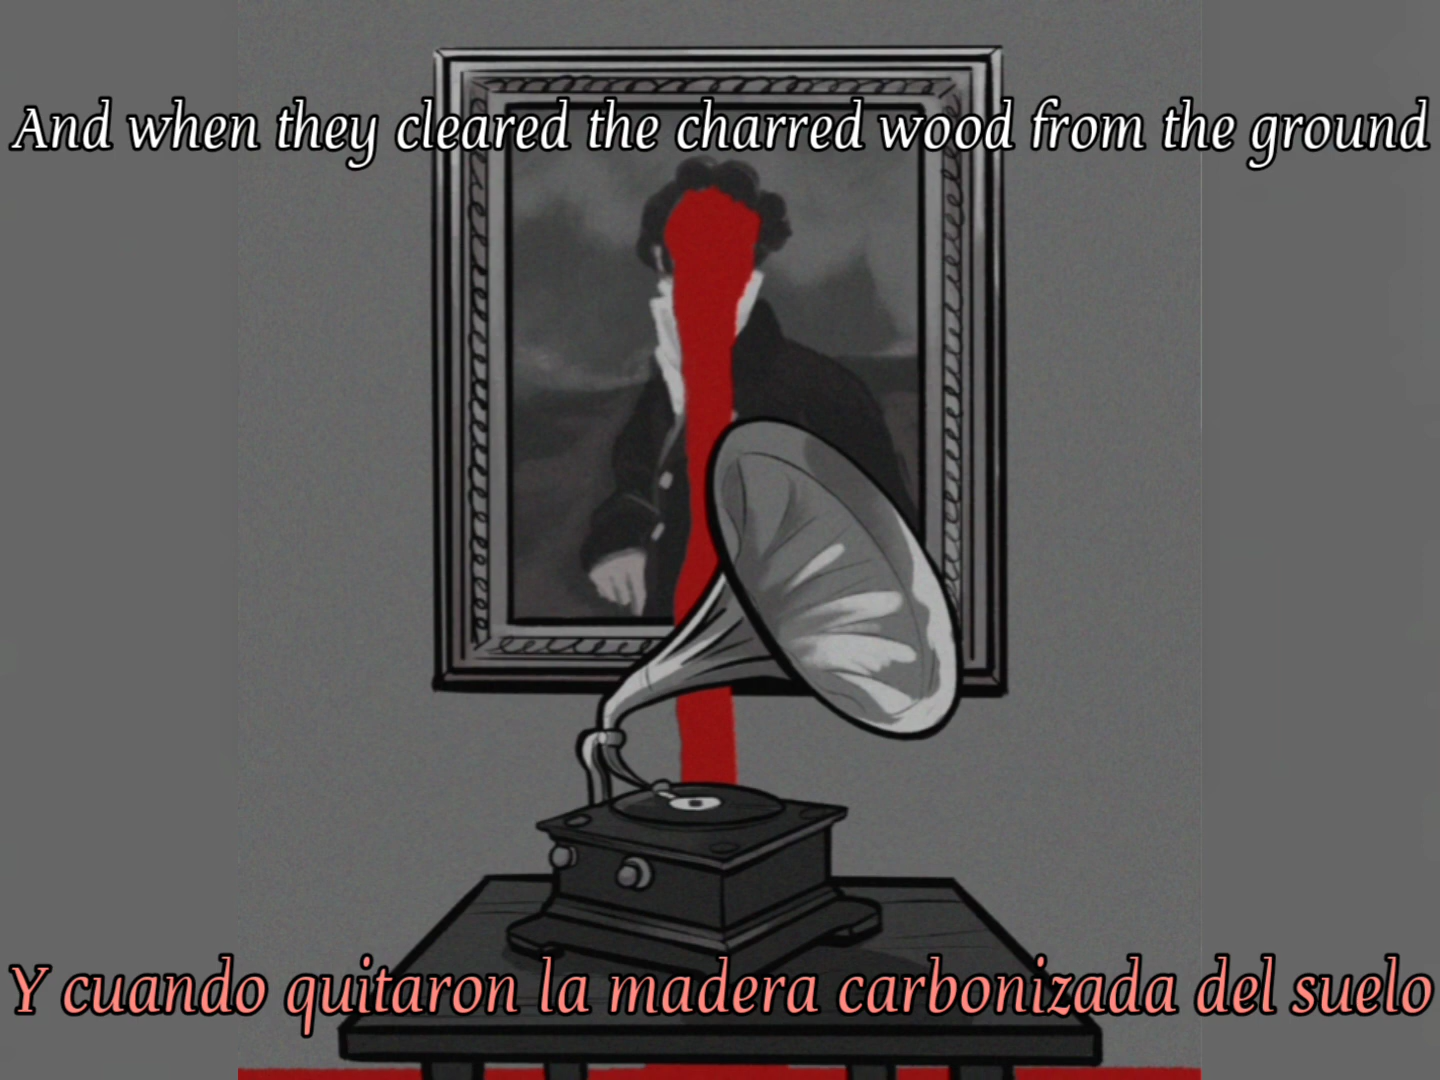 And when they cleared the charred wood from the ground
Y cuando quitaron la madera carbonizada del suelo